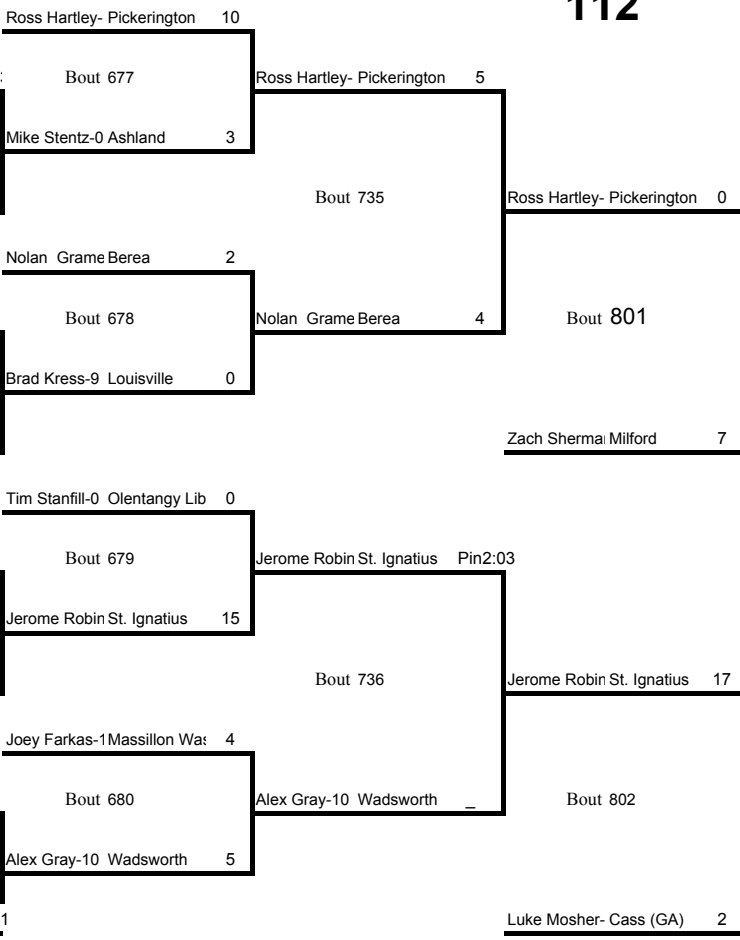 112
Ross Hartley- Pickerington 10
Bout 677
Ross Hartley- Pickerington 5
Mike Stentz-0 Ashland 3
Bout 735
Ross Hartley- Pickerington 0
Nolan Grame Berea 2
Bout 678
Nolan Grame Berea 4
Bout 801
Brad Kress-9 Louisville 0
Zach Sherma Milford 7
Tim Stanfill-0 Olentangy Lib 0
Bout 679
Jerome Robin St. Ignatius Pin2:03
Jerome Robin St. Ignatius 15
Bout 736
Jerome Robin St. Ignatius 17
Joey Farkas-1 Massillon Was 4
Bout 680
Alex Gray-10 Wadsworth _
Bout 802
Alex Gray-10 Wadsworth 5
1
Luke Mosher- Cass (GA) 2